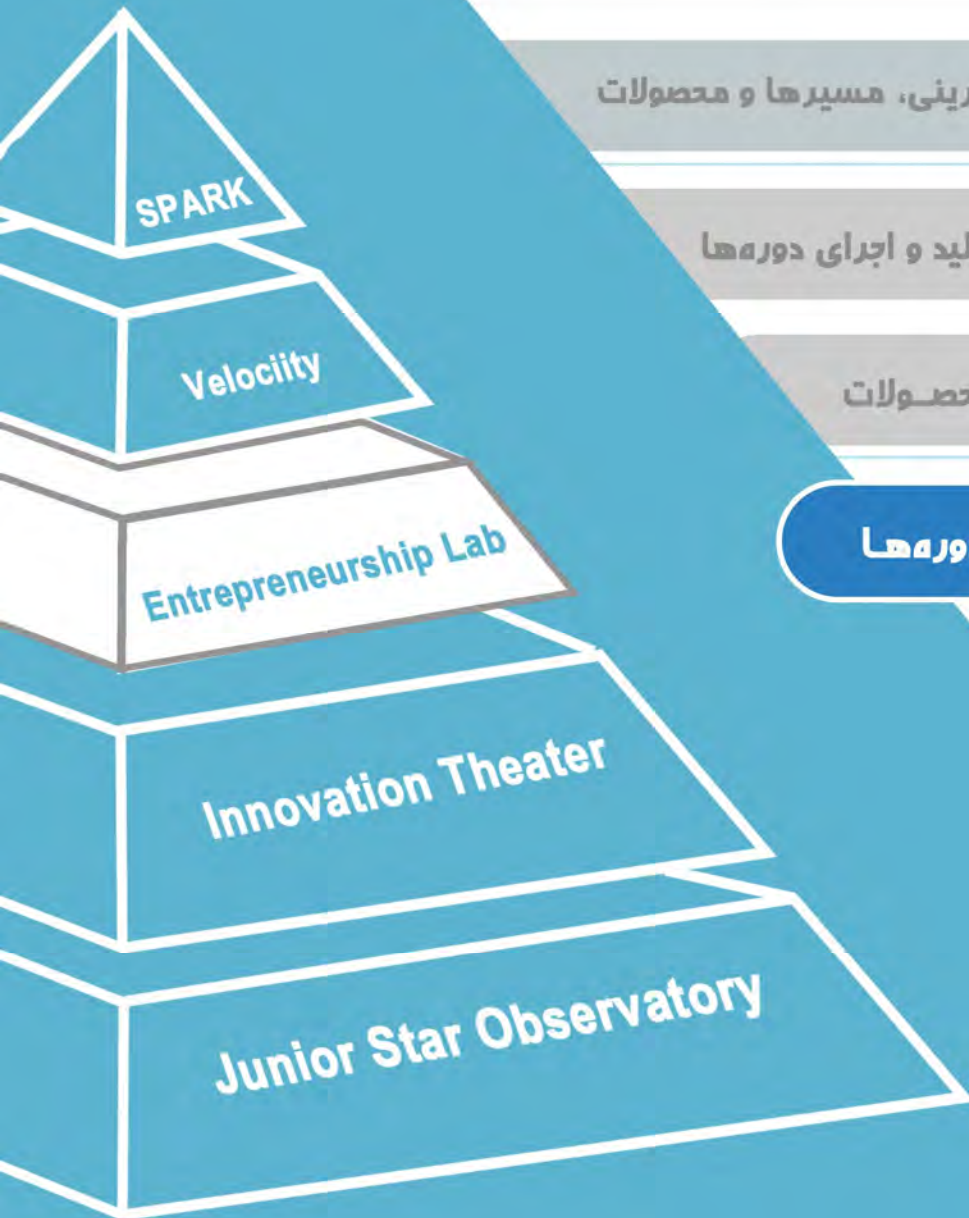 مسیرها و محصولات
و اجرای دوره‌ها
SPARK
Velociity
Entrepreneurship Lab
Innovation Theater
Junior Star Observatory